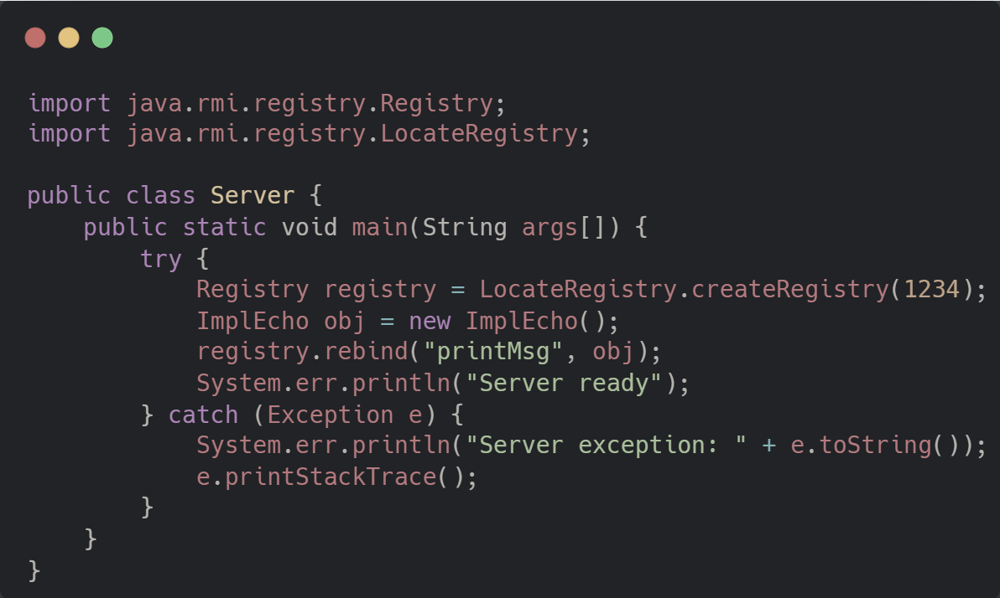 import java.rmi.registry.Registry;
import java.rmi.registry.LocateRegistry;

public class Server {
    public static void main(String args[]) {
        try {
            Registry registry = LocateRegistry.createRegistry(1234);
            ImplEcho obj = new ImplEcho();
            registry.rebind("printMsg", obj);
            System.err.println("Server ready");
        } catch (Exception e) {
            System.err.println("Server exception: " + e.toString());
            e.printStackTrace();
        }
    }
}